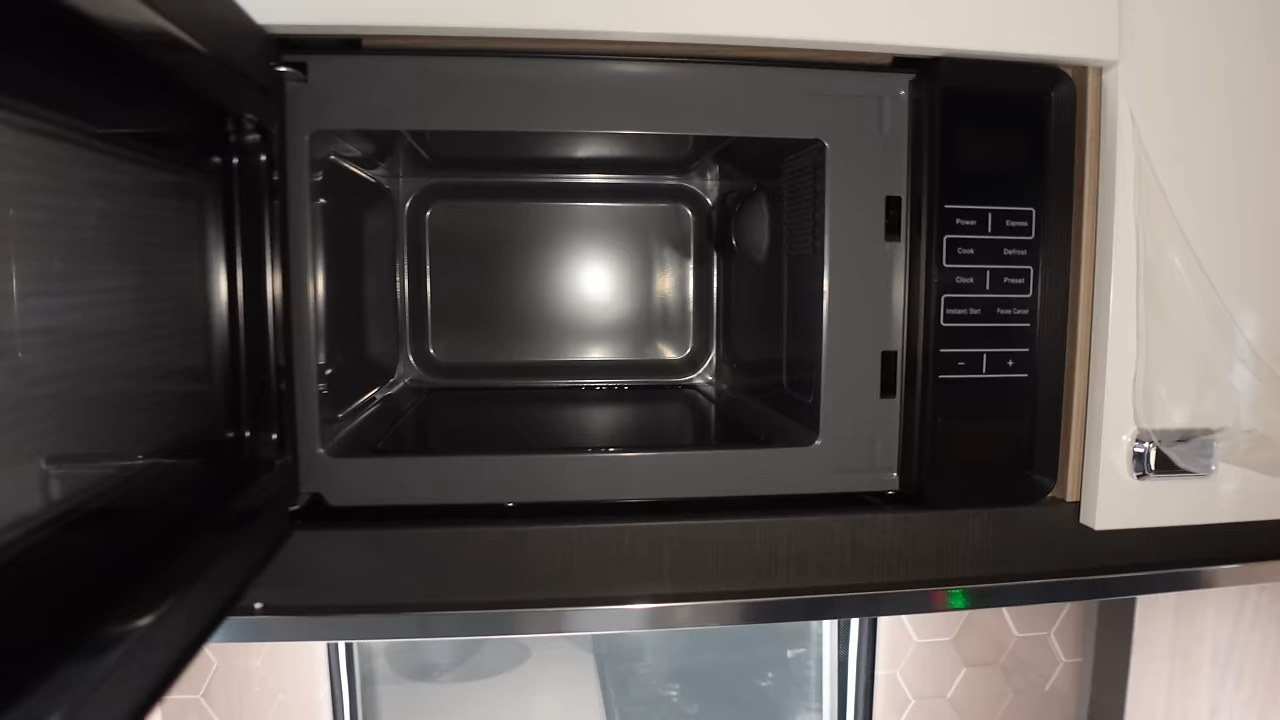 Power Express
Cook Defrost
Clock Preset
Instant/Start Pause/Cancel
- +